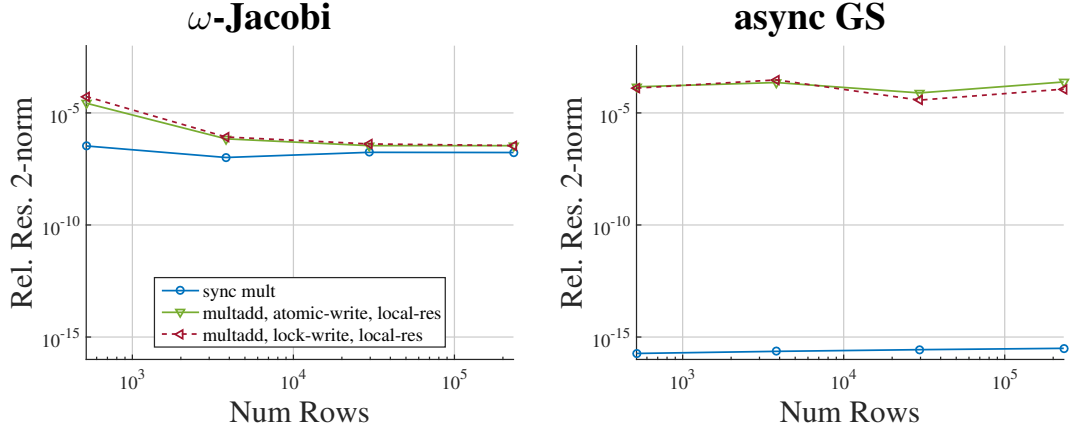 ω-Jacobi
Rel. Res. 2-norm
10^-5
10^-10
10^-15
sync mult
multadd, atomic-write, local-res
multadd, lock-write, local-res
10^3
10^4
10^5
Num Rows
async GS
Rel. Res. 2-norm
10^-5
10^-10
10^-15
10^3
10^4
10^5
Num Rows